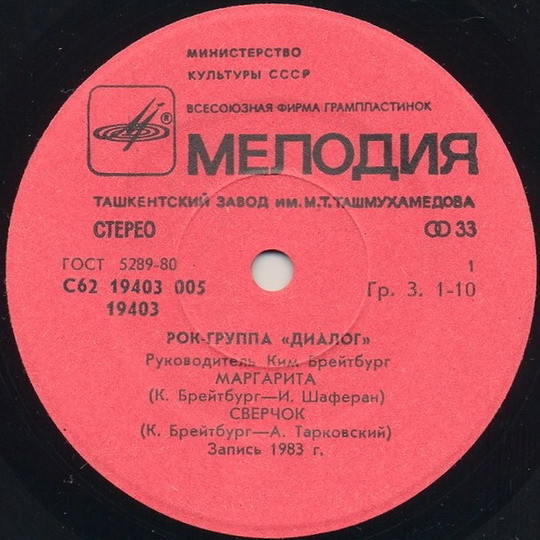 МИНИСТЕРСТВО
КУЛЬТУРЫ СССР
ВСЕСОЮЗНАЯ ФИРМА ГРАМПЛАСТИНОК
®
МЕЛОДИЯ
ТАШКЕНТСКИЙ ЗАВОД ИМ. М.Т. ТАШМУХАМЕДОВА
СТЕРЕО 33
ГОСТ 5289-80 1
С62 19403 005 Гр. 3. 1-10
19403
РОК-ГРУППА «ДИАЛОГ»
Руководитель Ким Брейтбург
МАРГАРИТА
(К. Брейтбург—И. Шаферан)
СВЕРЧОК
(К. Брейтбург—А. Тарковский)
Запись 1983 г.